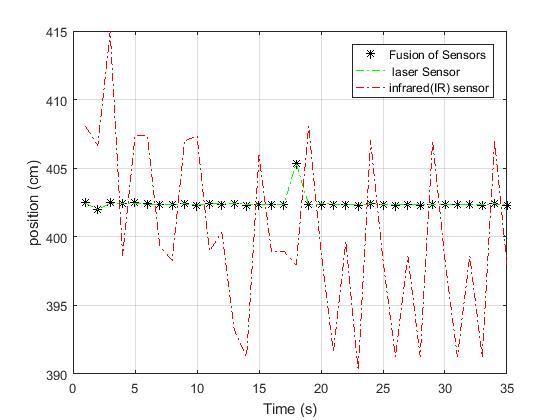 415
410
405
400
395
390
position (cm)
Fusion of Sensors
laser Sensor
infrared(IR) sensor
0 5 10 15 20 25 30 35
Time (s)